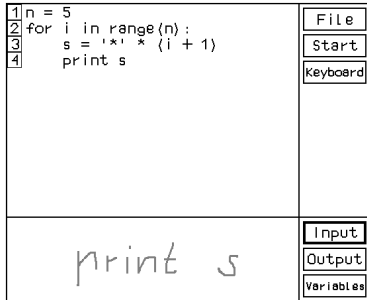 1 n = 5
2 for i in range(n):
3 s = '*' * (i + 1)
4 print s
File
Start
Keyboard
print s
Input
Output
Variables